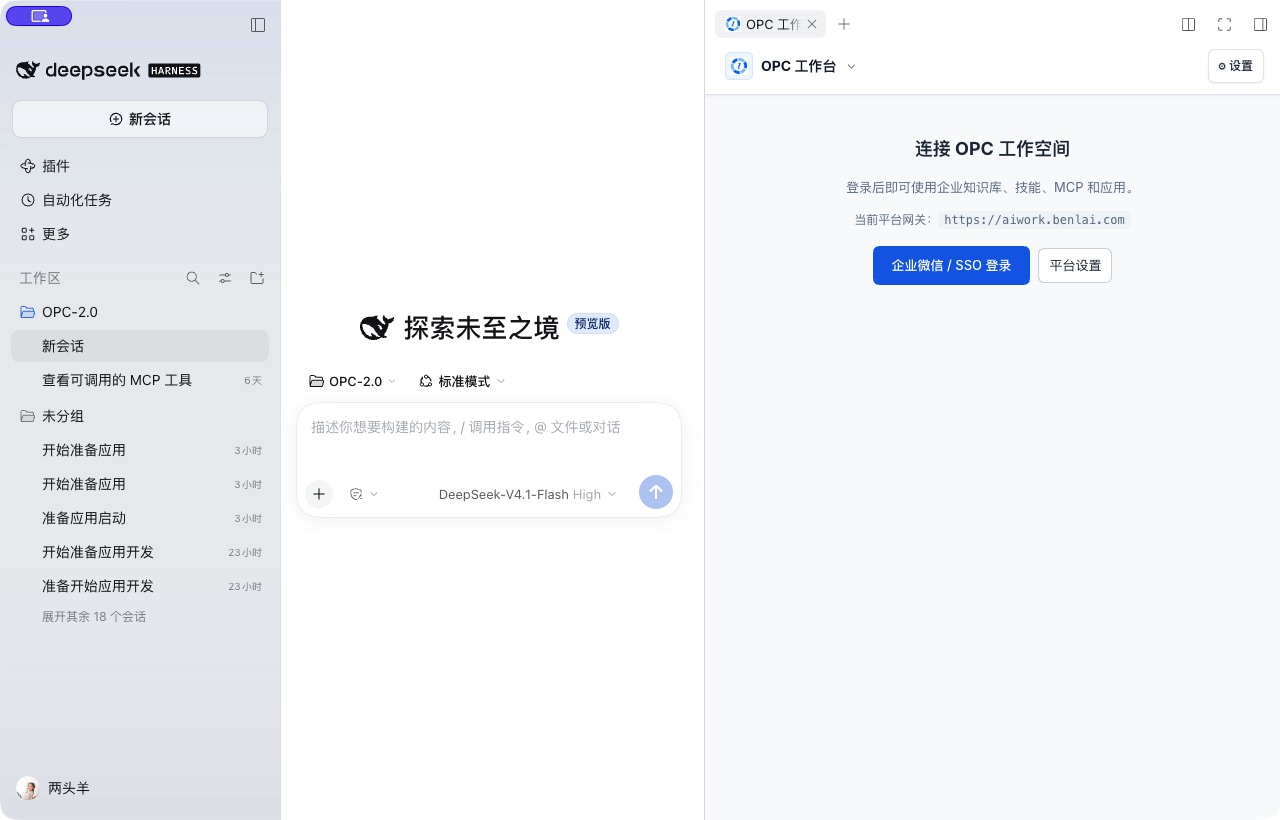 deepseek HARNESS
新会话
插件
自动化任务
更多
工作区
OPC-2.0
新会话
查看可调用的 MCP 工具 6天
未分组
开始准备应用 3小时
开始准备应用 3小时
准备应用启动 3小时
开始准备应用开发 23小时
准备开始应用开发 23小时
展开其余 18 个会话
两头羊
探索未至之境 预览版
OPC-2.0 标准模式
描述你想要构建的内容, / 调用指令, @ 文件或对话
DeepSeek-V4.1-Flash High
OPC 工作
OPC 工作台
设置
连接 OPC 工作空间
登录后即可使用企业知识库、技能、MCP 和应用。
当前平台网关: https://aiwork.benlai.com
企业微信 / SSO 登录 平台设置